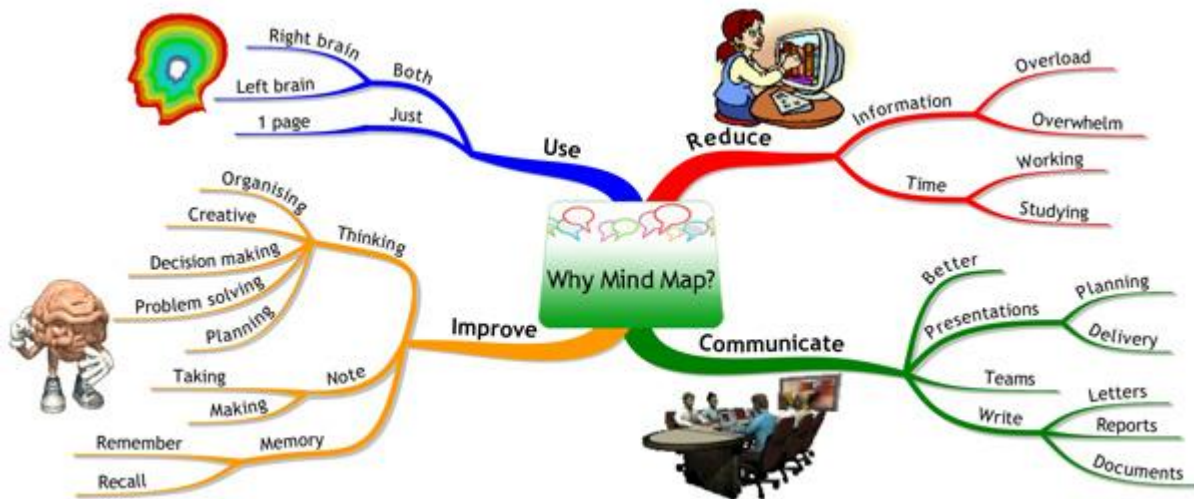 Why Mind Map?
Use
Both
Right brain
Left brain
Just
1 page
Reduce
Information
Overload
Overwhelm
Time
Working
Studying
Communicate
Better
Presentations
Planning
Delivery
Teams
Write
Letters
Reports
Documents
Improve
Thinking
Organising
Creative
Decision making
Problem solving
Planning
Note
Taking
Making
Memory
Remember
Recall